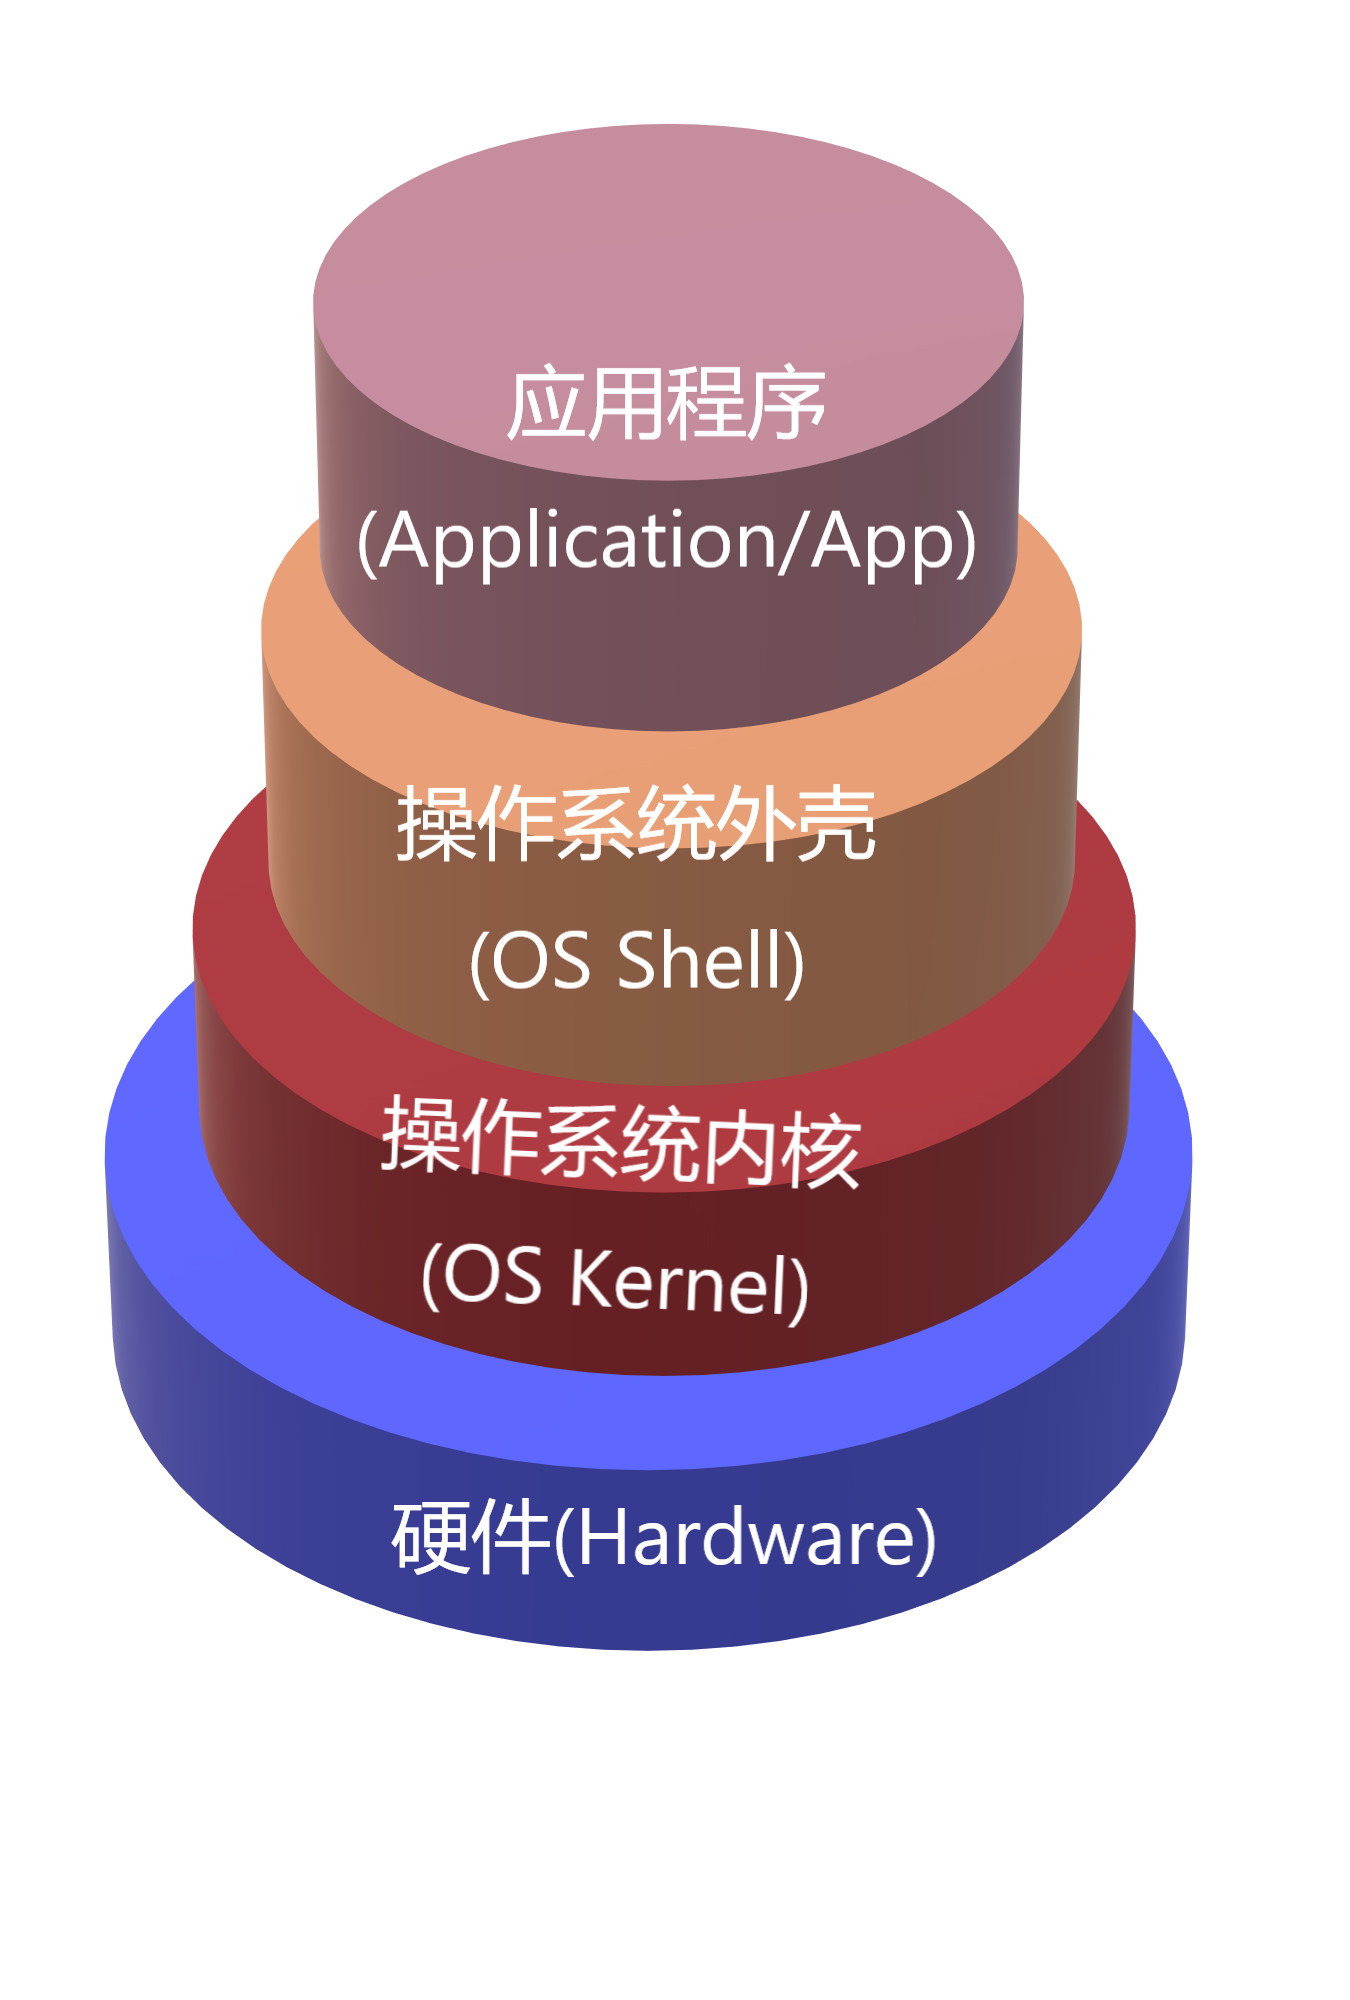 应用程序
(Application/App)
操作系统外壳
(OS Shell)
操作系统内核
(OS Kernel)
硬件(Hardware)